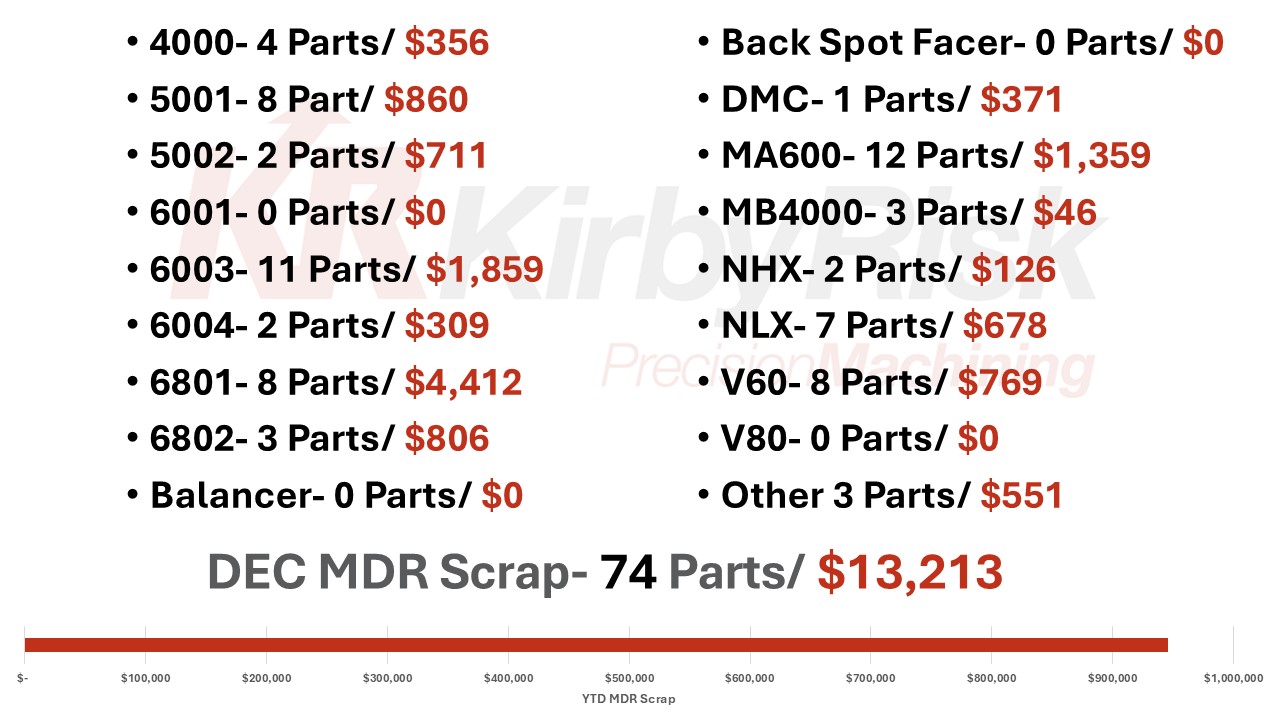 • 4000- 4 Parts/ $356
• 5001- 8 Part/ $860
• 5002- 2 Parts/ $711
• 6001- 0 Parts/ $0
• 6003- 11 Parts/ $1,859
• 6004- 2 Parts/ $309
• 6801- 8 Parts/ $4,412
• 6802- 3 Parts/ $806
• Balancer- 0 Parts/ $0
• Back Spot Facer- 0 Parts/ $0
• DMC- 1 Parts/ $371
• MA600- 12 Parts/ $1,359
• MB4000- 3 Parts/ $46
• NHX- 2 Parts/ $126
• NLX- 7 Parts/ $678
• V60- 8 Parts/ $769
• V80- 0 Parts/ $0
• Other 3 Parts/ $551
KR KirbyRisk
PrecisionMachining
DEC MDR Scrap- 74 Parts/ $13,213
$- $100,000 $200,000 $300,000 $400,000 $500,000 $600,000 $700,000 $800,000 $900,000 $1,000,000
YTD MDR Scrap